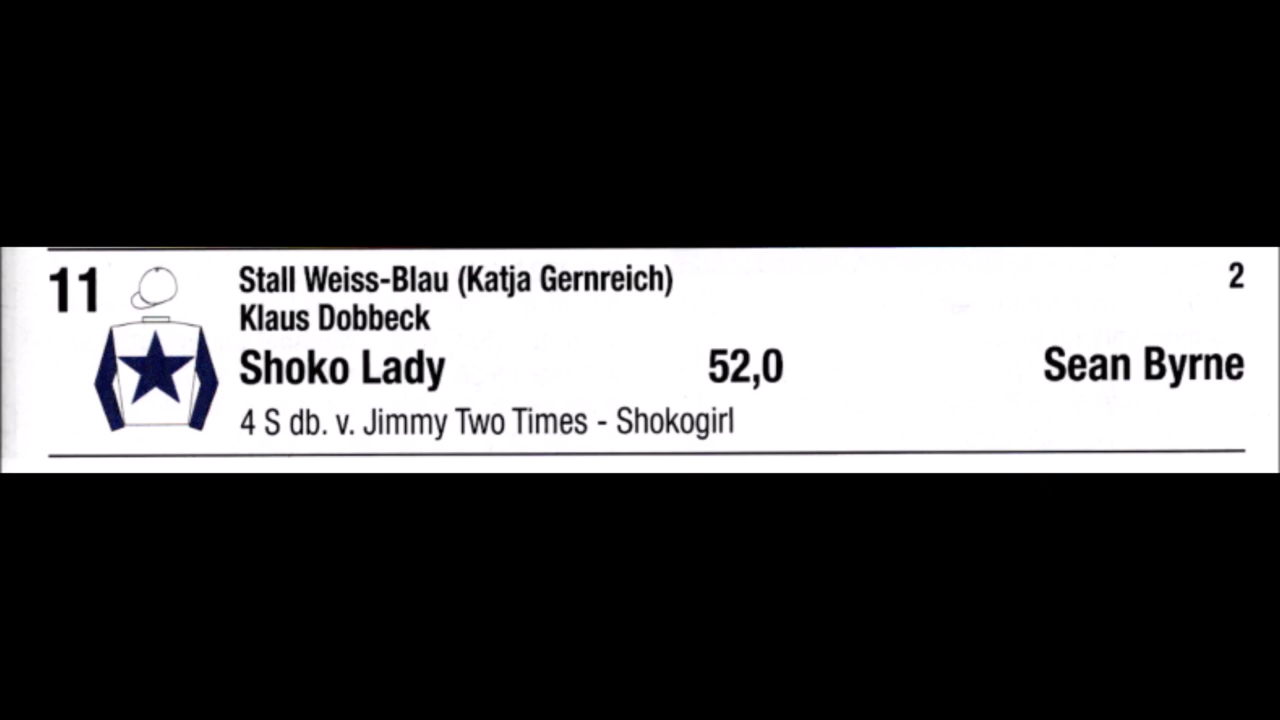 11
Stall Weiss-Blau (Katja Gernreich)
2
Klaus Dobbeck
Shoko Lady 52,0 Sean Byrne
4 S db. v. Jimmy Two Times - Shokogirl